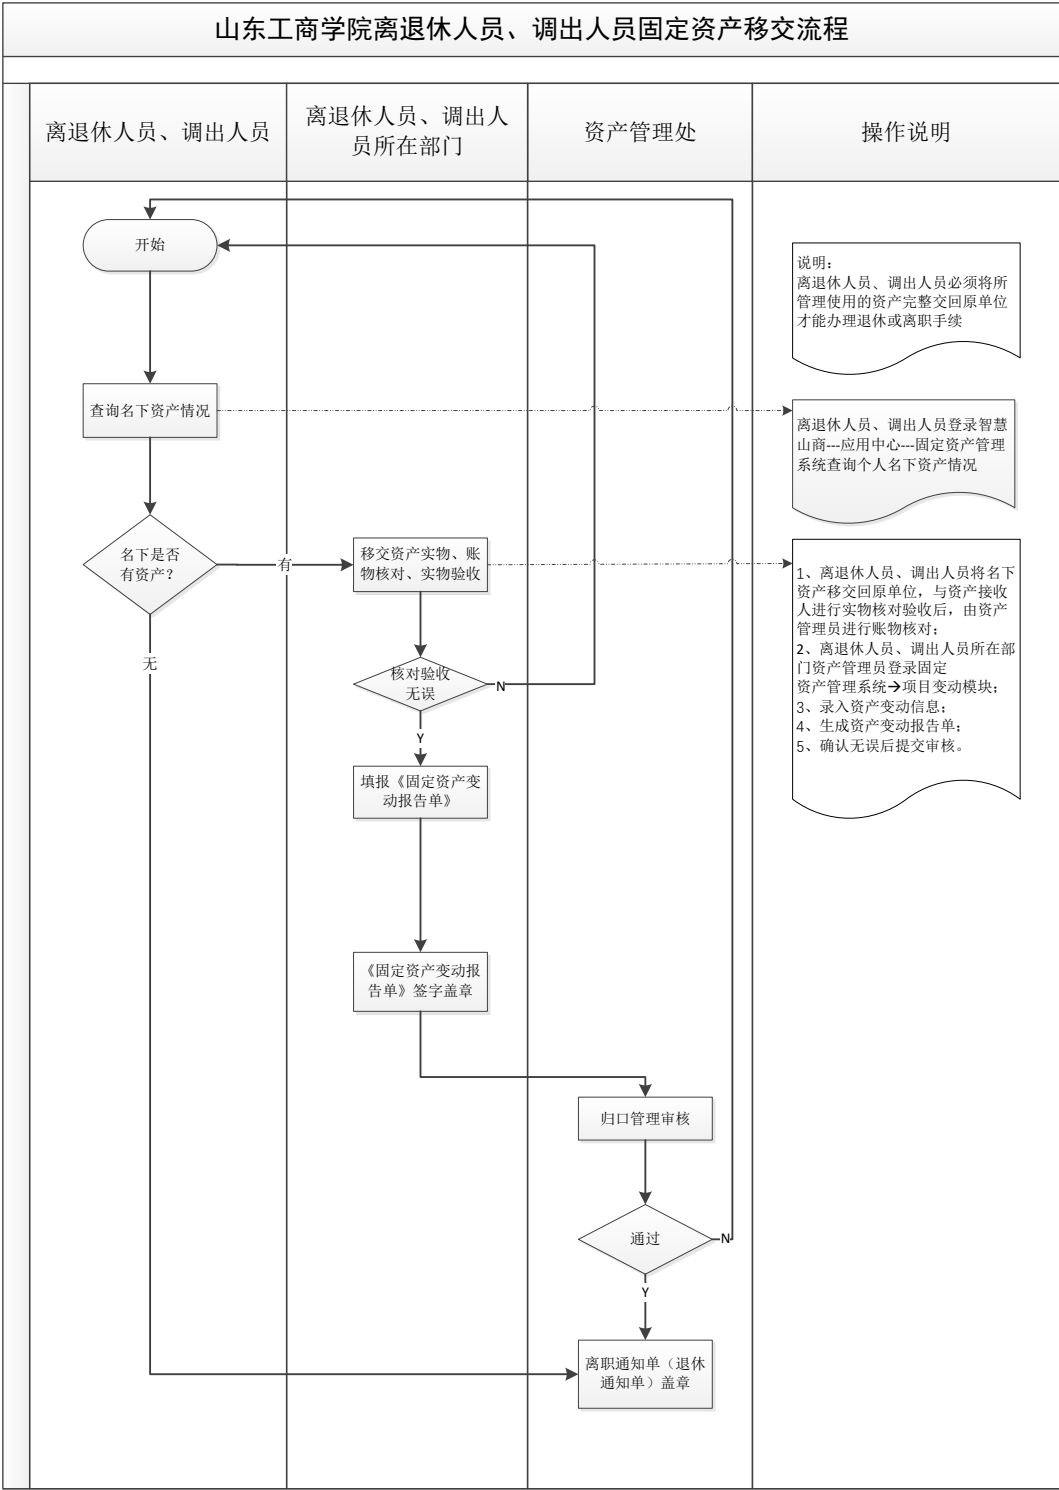 山东工商学院离退休人员、调出人员固定资产移交流程
离退休人员、调出人员
离退休人员、调出人
员所在部门
资产管理处
操作说明
开始
说明：
离退休人员、调出人员必须将所
管理使用的资产完整交回原单位
才能办理退休或离职手续
查询名下资产情况
离退休人员、调出人员登录智慧
山商---应用中心---固定资产管理
系统查询个人名下资产情况
名下是否
有资产？
有
移交资产实物、账
物核对、实物验收
1、离退休人员、调出人员将名下
资产移交回原单位，与资产接收
人进行实物核对验收后，由资产
管理员进行账物核对；
2、离退休人员、调出人员所在部
门资产管理员登录固定
资产管理系统→项目变动模块；
3、录入资产变动信息；
4、生成资产变动报告单；
5、确认无误后提交审核。
无
核对验收
无误
N
Y
填报《固定资产变
动报告单》
《固定资产变动报
告单》签字盖章
归口管理审核
通过
N
Y
离职通知单（退休
通知单）盖章